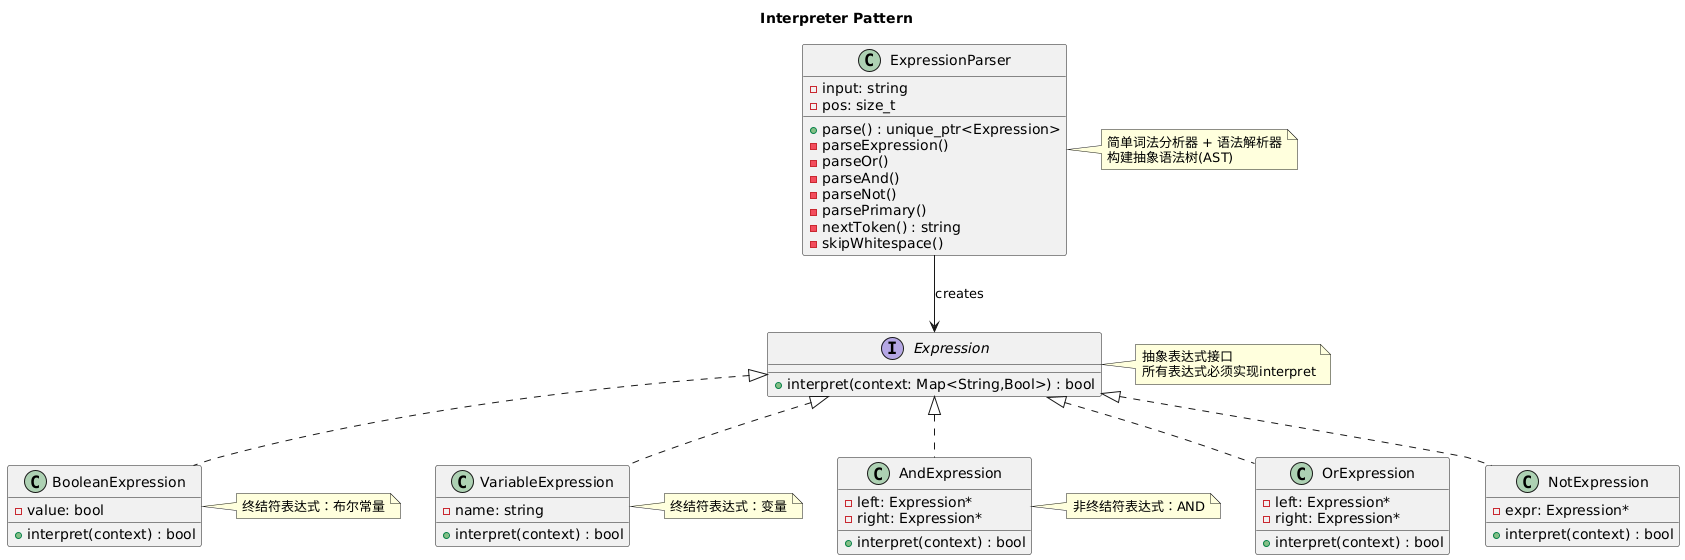 Interpreter Pattern
C ExpressionParser
input: string
pos: size_t
parse() : unique_ptr<Expression>
parseExpression()
parseOr()
parseAnd()
parseNot()
parsePrimary()
nextToken() : string
skipWhitespace()
简单词法分析器 + 语法解析器
构建抽象语法树(AST)
creates
I Expression
interpret(context: Map<String,Bool>) : bool
抽象表达式接口
所有表达式必须实现interpret
C BooleanExpression
value: bool
interpret(context) : bool
终结符表达式：布尔常量
C VariableExpression
name: string
interpret(context) : bool
终结符表达式：变量
C AndExpression
left: Expression*
right: Expression*
interpret(context) : bool
非终结符表达式：AND
C OrExpression
left: Expression*
right: Expression*
interpret(context) : bool
C NotExpression
expr: Expression*
interpret(context) : bool